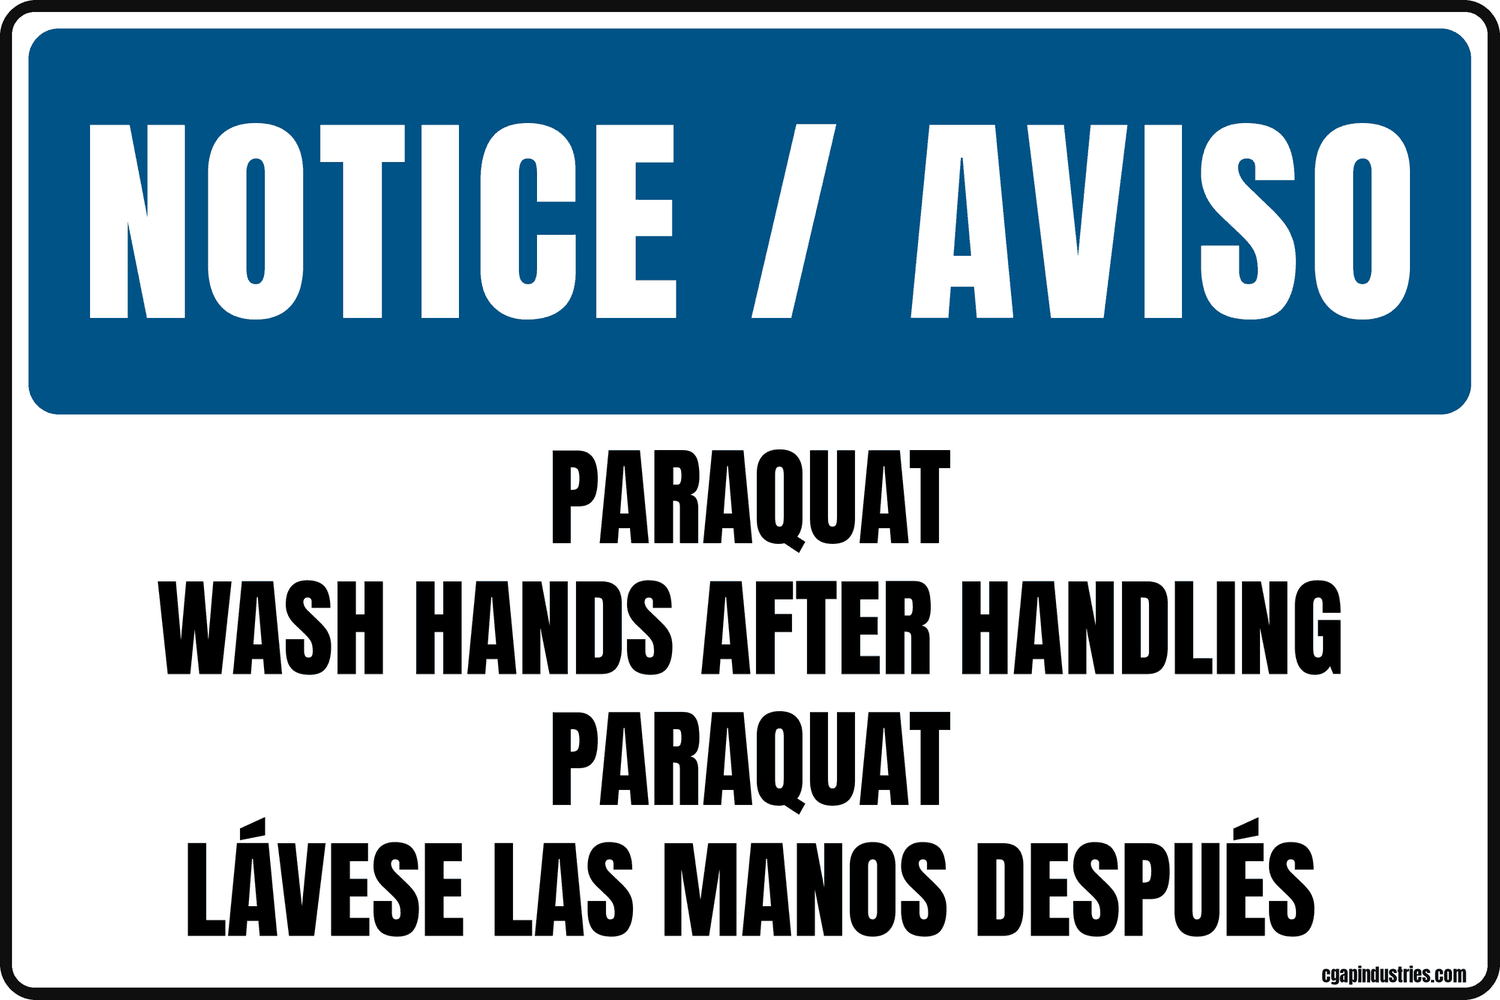 NOTICE / AVISO
PARAQUAT
WASH HANDS AFTER HANDLING
PARAQUAT
LÁVESE LAS MANOS DESPUÉS
cgapindustries.com